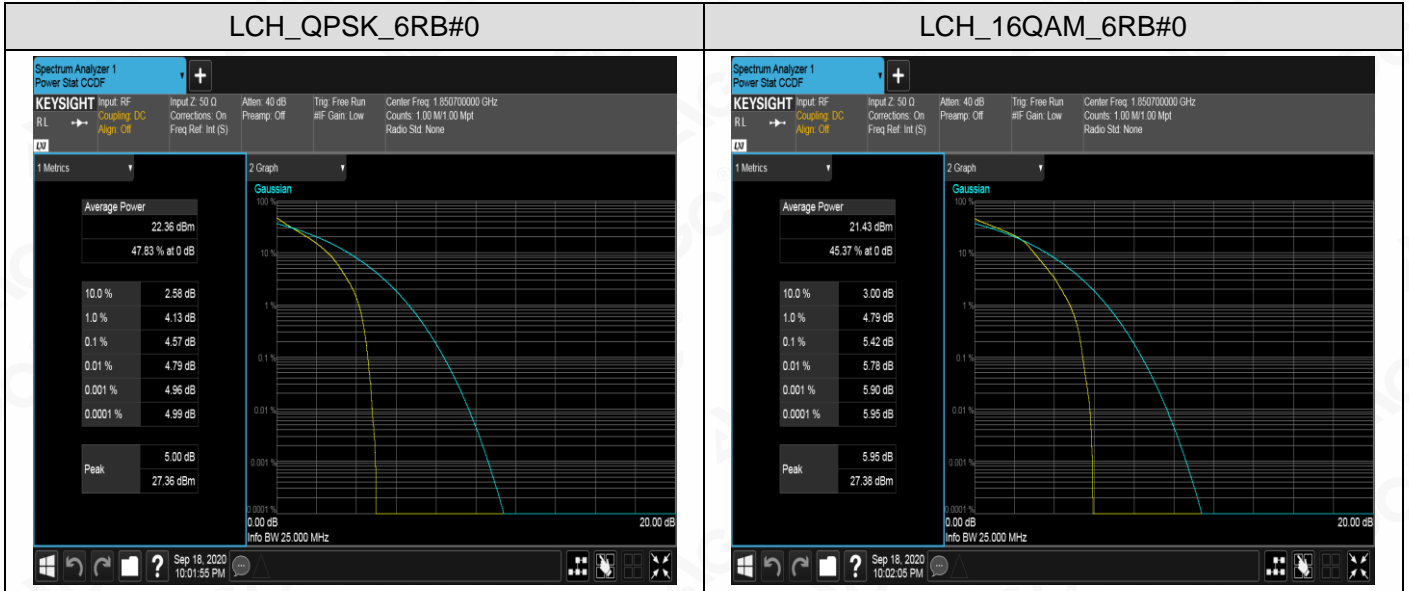 LCH_QPSK_6RB#0
Spectrum Analyzer 1
Power Stat CCDF
KEYSIGHT
RL
LXI
Input: RF
Coupling: DC
Align: Off
Input Z: 50 Ω
Corrections: On
Freq Ref: Int (S)
Atten: 40 dB
Preamp: Off
Trig: Free Run
#IF Gain: Low
Center Freq: 1.850700000 GHz
Counts: 1.00 M/1.00 Mpt
Radio Std: None
1 Metrics
Average Power
22.36 dBm
47.83 % at 0 dB
10.0 % 2.58 dB
1.0 % 4.13 dB
0.1 % 4.57 dB
0.01 % 4.79 dB
0.001 % 4.96 dB
0.0001 % 4.99 dB
Peak
5.00 dB
27.36 dBm
2 Graph
Gaussian
100 %
10 %
1 %
0.1 %
0.01 %
0.001 %
0.0001 %
0.00 dB 20.00 dB
Info BW 25.000 MHz
?
Sep 18, 2020
10:01:55 PM
LCH_16QAM_6RB#0
Spectrum Analyzer 1
Power Stat CCDF
KEYSIGHT
RL
LXI
Input: RF
Coupling: DC
Align: Off
Input Z: 50 Ω
Corrections: On
Freq Ref: Int (S)
Atten: 40 dB
Preamp: Off
Trig: Free Run
#IF Gain: Low
Center Freq: 1.850700000 GHz
Counts: 1.00 M/1.00 Mpt
Radio Std: None
1 Metrics
Average Power
21.43 dBm
45.37 % at 0 dB
10.0 % 3.00 dB
1.0 % 4.79 dB
0.1 % 5.42 dB
0.01 % 5.78 dB
0.001 % 5.90 dB
0.0001 % 5.95 dB
Peak
5.95 dB
27.38 dBm
2 Graph
Gaussian
100 %
10 %
1 %
0.1 %
0.01 %
0.001 %
0.0001 %
0.00 dB 20.00 dB
Info BW 25.000 MHz
?
Sep 18, 2020
10:02:05 PM